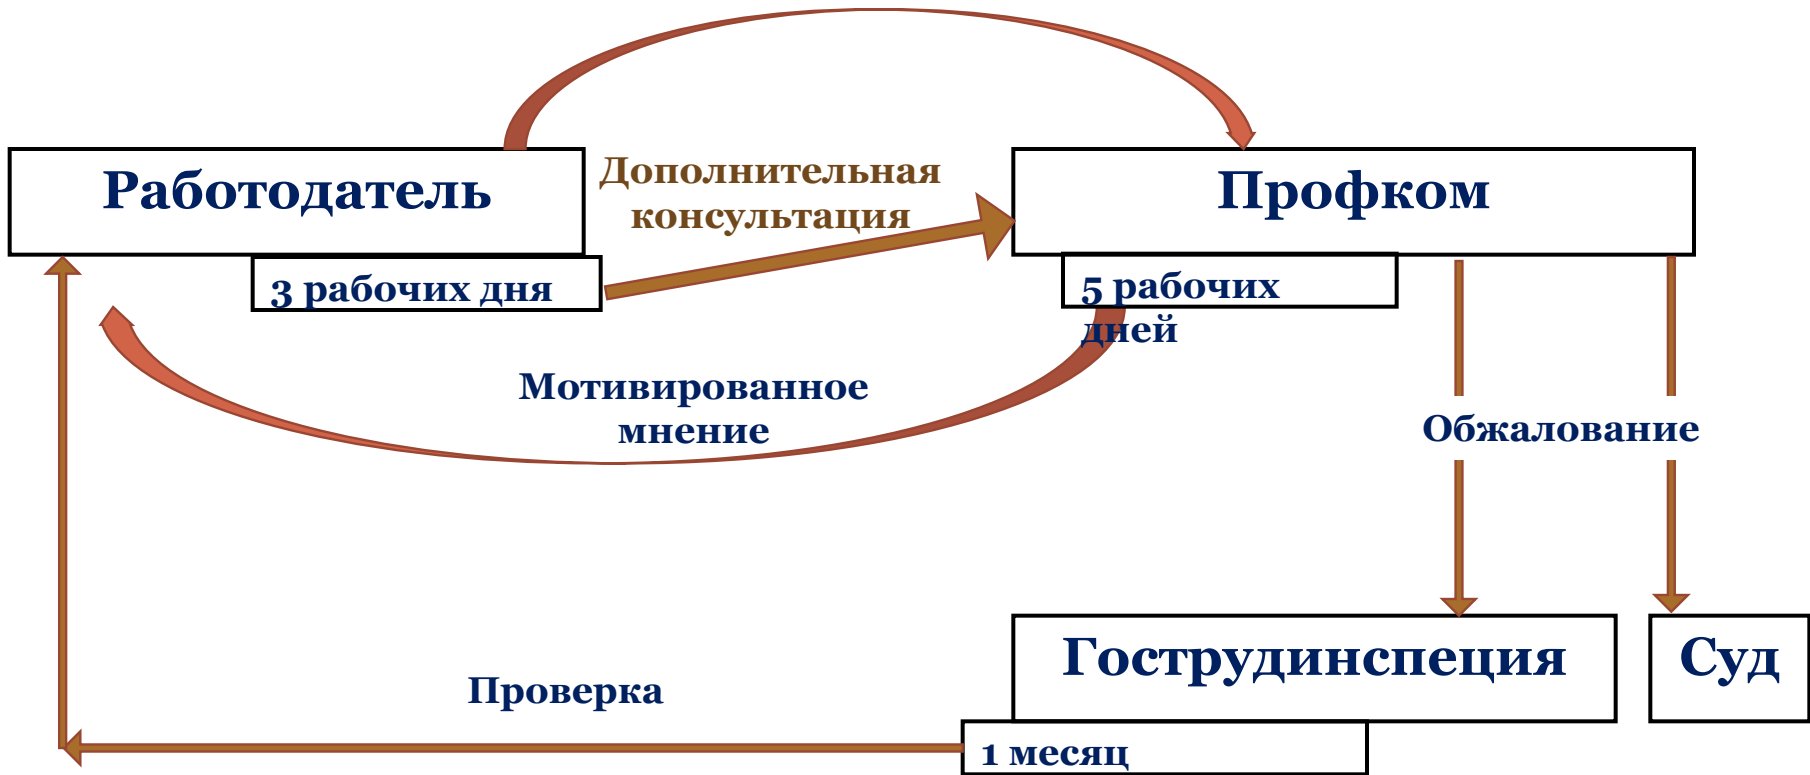 Работодатель
Дополнительная
консультация
Профком
3 рабочих дня
5 рабочих
дней
Мотивированное
мнение
Обжалование
Гострудинспеция
Суд
Проверка
1 месяц